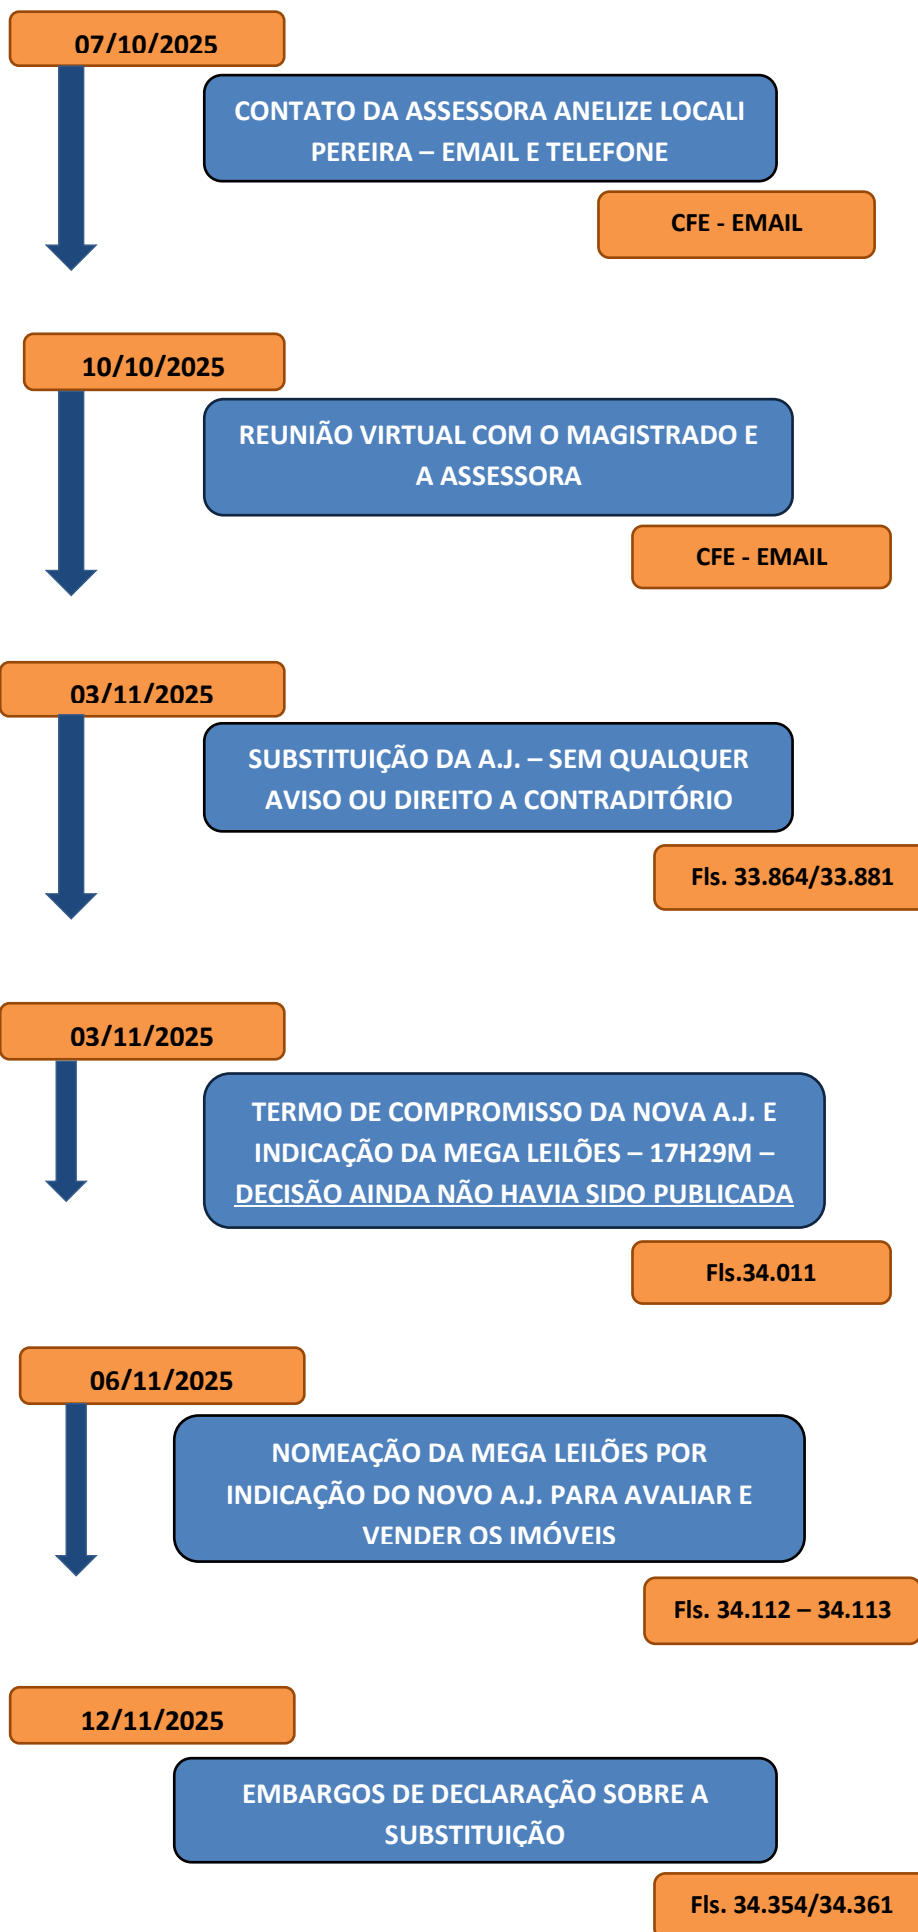 07/10/2025
CONTATO DA ASSESSORA ANELIZE LOCALI
PEREIRA – EMAIL E TELEFONE
CFE - EMAIL
10/10/2025
REUNIÃO VIRTUAL COM O MAGISTRADO E
A ASSESSORA
CFE - EMAIL
03/11/2025
SUBSTITUIÇÃO DA A.J. – SEM QUALQUER
AVISO OU DIREITO A CONTRADITÓRIO
Fls. 33.864/33.881
03/11/2025
TERMO DE COMPROMISSO DA NOVA A.J. E
INDICAÇÃO DA MEGA LEILÕES – 17H29M –
DECISÃO AINDA NÃO HAVIA SIDO PUBLICADA
Fls.34.011
06/11/2025
NOMEAÇÃO DA MEGA LEILÕES POR
INDICAÇÃO DO NOVO A.J. PARA AVALIAR E
VENDER OS IMÓVEIS
Fls. 34.112 – 34.113
12/11/2025
EMBARGOS DE DECLARAÇÃO SOBRE A
SUBSTITUIÇÃO
Fls. 34.354/34.361